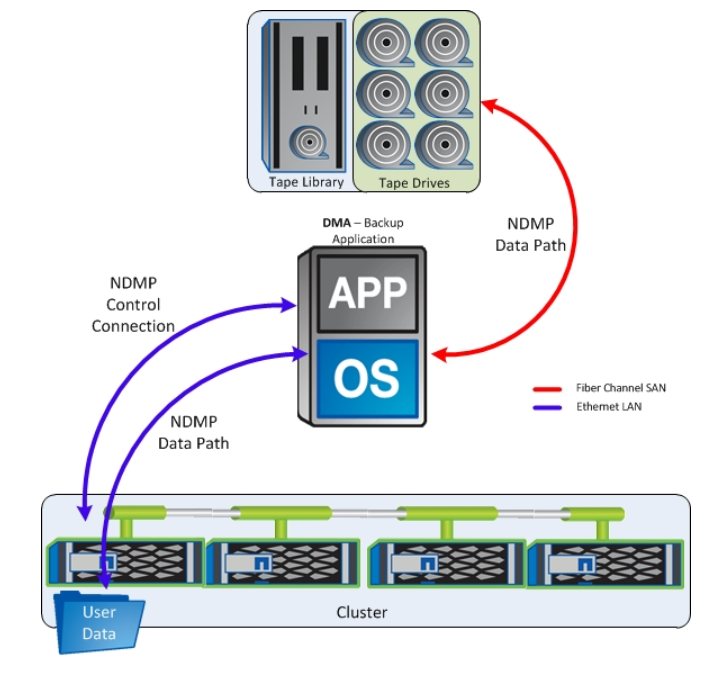 Tape Library
Tape Drives
DMA – Backup
Application
NDMP
Data Path
APP
OS
NDMP
Control
Connection
NDMP
Data Path
Fiber Channel SAN
Ethernet LAN
User
Data
Cluster